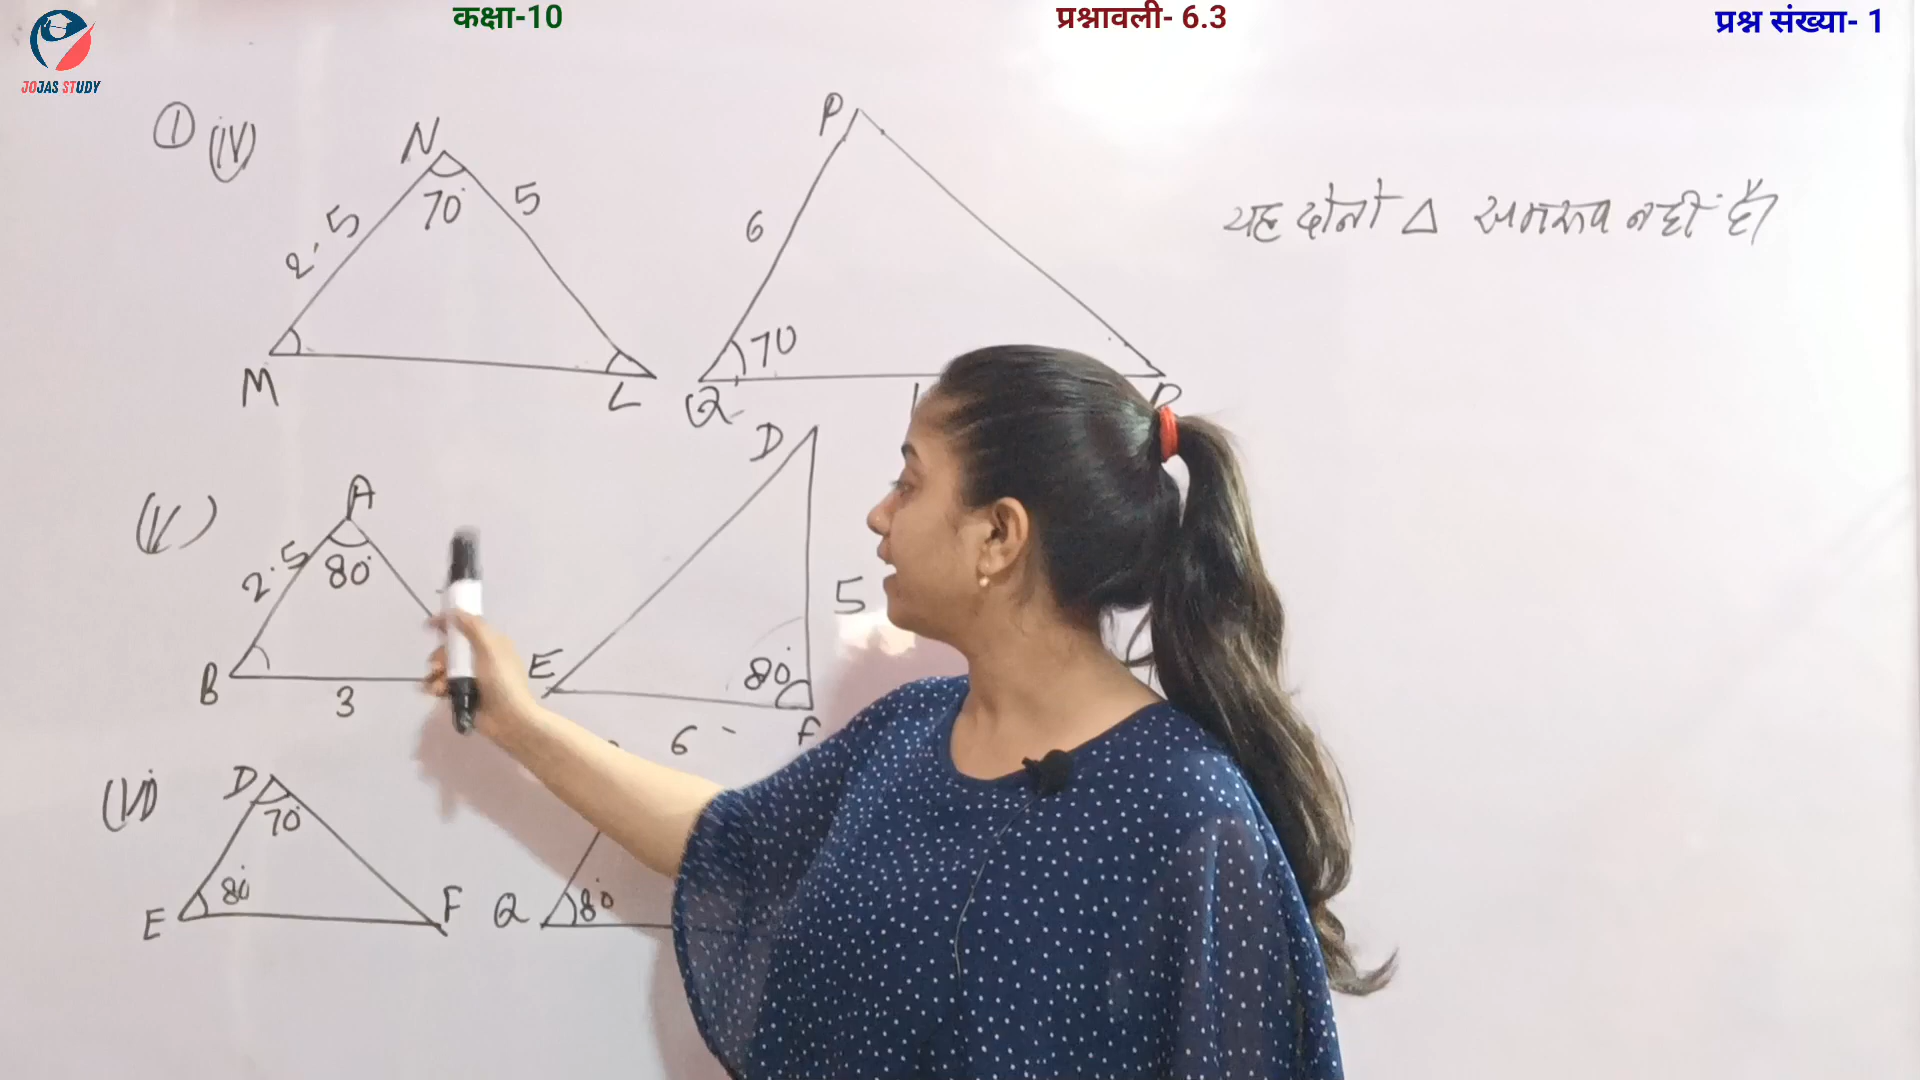 कक्षा-10
प्रश्नावली- 6.3
प्रश्न संख्या- 1
JOJAS STUDY
① (iv)
N
70°
2.5
5
M
L
P
6
70
Q
यह दोनो △ समरूप नहीं है।
(V)
A
80°
2.5
B
3
D
5
E
80°
6
F
(Vi)
D
70°
80°
E
F
Q
80°